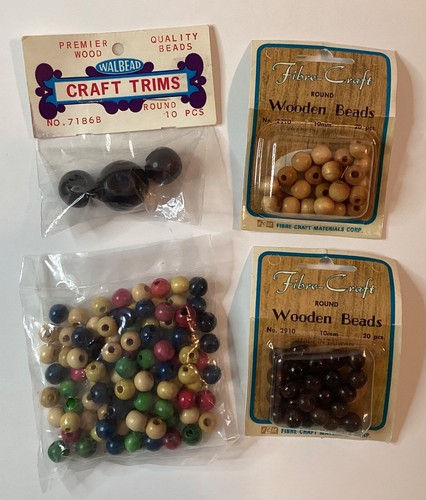 PREMIER WOOD
QUALITY BEADS
WALBEAD
CRAFT TRIMS
ROUND
NO. 7186B
10 PCS
Fibre-Craft
ROUND
Wooden Beads
No. 2210 10mm 20 pcs.
FIBRE-CRAFT MATERIALS CORP.
Fibre-Craft
ROUND
Wooden Beads
No. 2910 10mm 20 pcs.
FIBRE-CRAFT MATERIALS CORP.